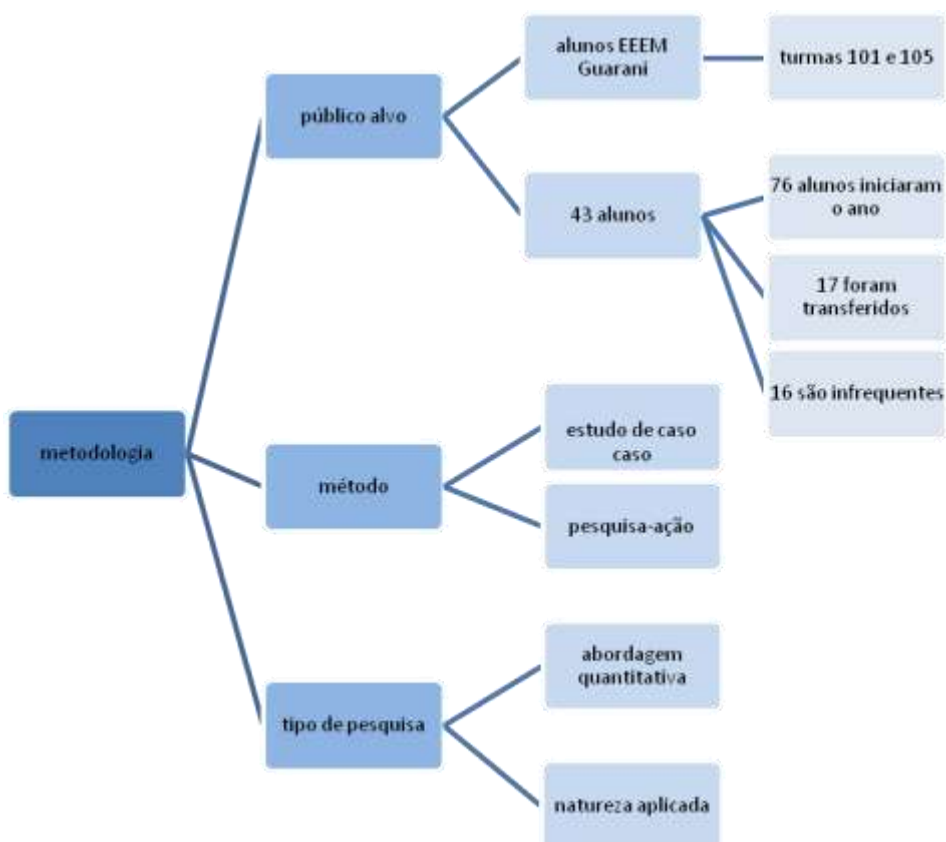 metodologia
público alvo
alunos EEEM
Guarani
turmas 101 e 105
43 alunos
76 alunos iniciaram
o ano
17 foram
transferidos
16 são infrequentes
método
estudo de caso
caso
pesquisa-ação
tipo de pesquisa
abordagem
quantitativa
natureza aplicada